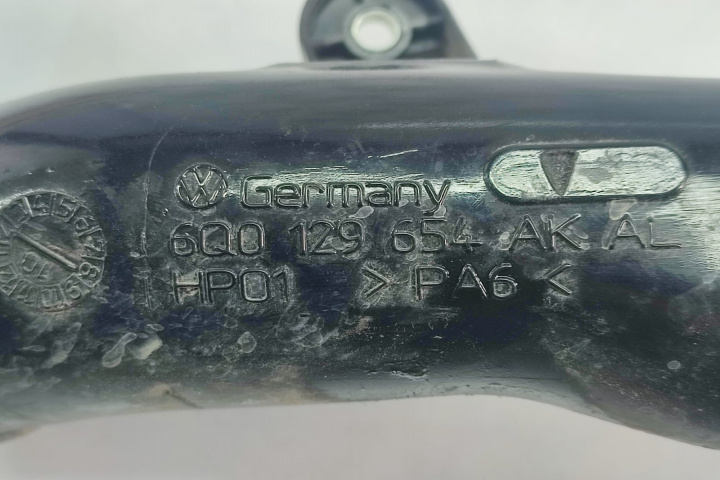 Germany
6Q0 129 654 AK AL
HP01 >PA6<